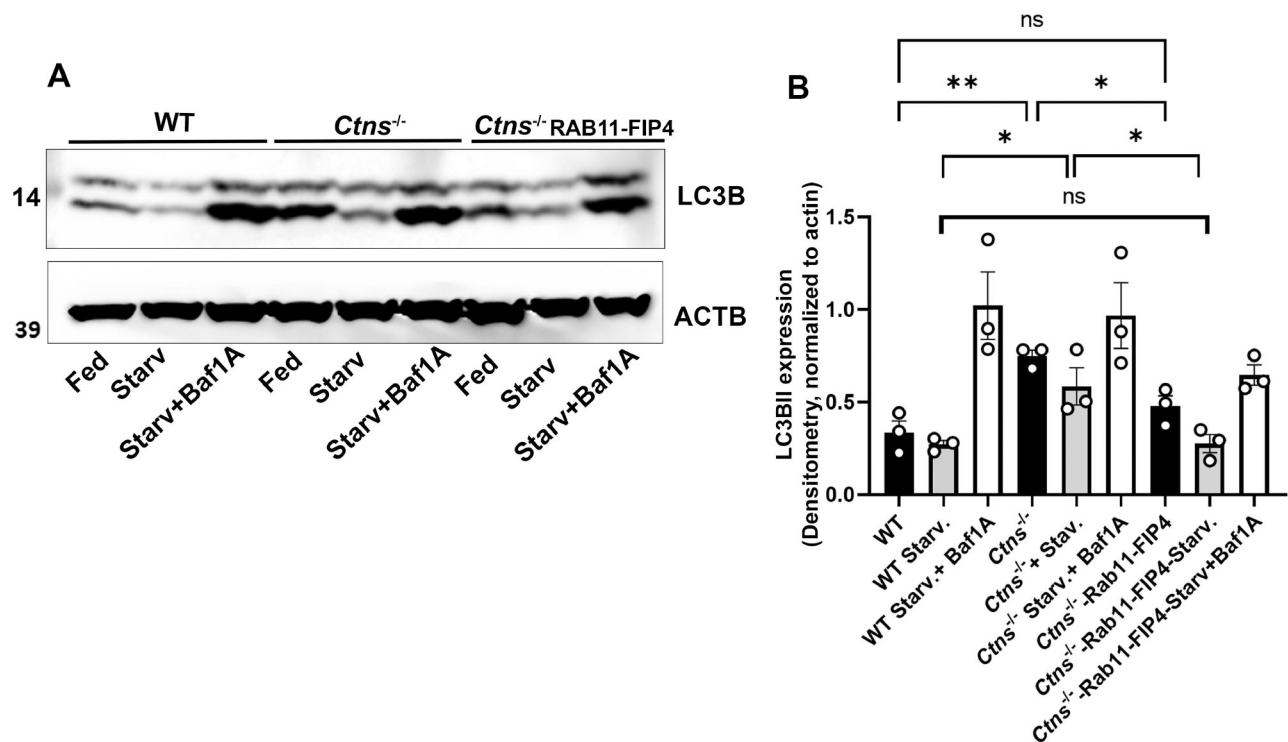 A
WT
Ctns-/-
Ctns-/- RAB11-FIP4
14
LC3B
39
ACTB
Fed
Starv
Starv+Baf1A
Fed
Starv
Starv+Baf1A
Fed
Starv
Starv+Baf1A
B
ns
**
*
*
*
ns
LC3BII expression
(Densitometry, normalized to actin)
1.5
1.0
0.5
0.0
WT
WT Starv.
WT Starv.+ Baf1A
Ctns-/-
Ctns-/-+ Stav.
Ctns-/- Starv.+ Baf1A
Ctns-/--Rab11-FIP4
Ctns-/--Rab11-FIP4-Starv.
Ctns-/--Rab11-FIP4-Starv+Baf1A